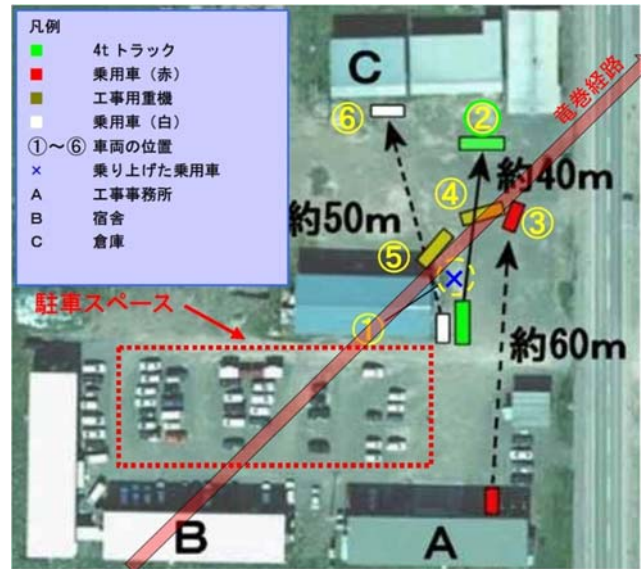 凡例
4t トラック
乗用車（赤）
工事用重機
乗用車（白）
①～⑥ 車両の位置
× 乗り上げた乗用車
A 工事事務所
B 宿舎
C 倉庫
C
⑥
②
竜巻経路
④
約40m
③
約50m
⑤
×
駐車スペース
①
約60m
B
A